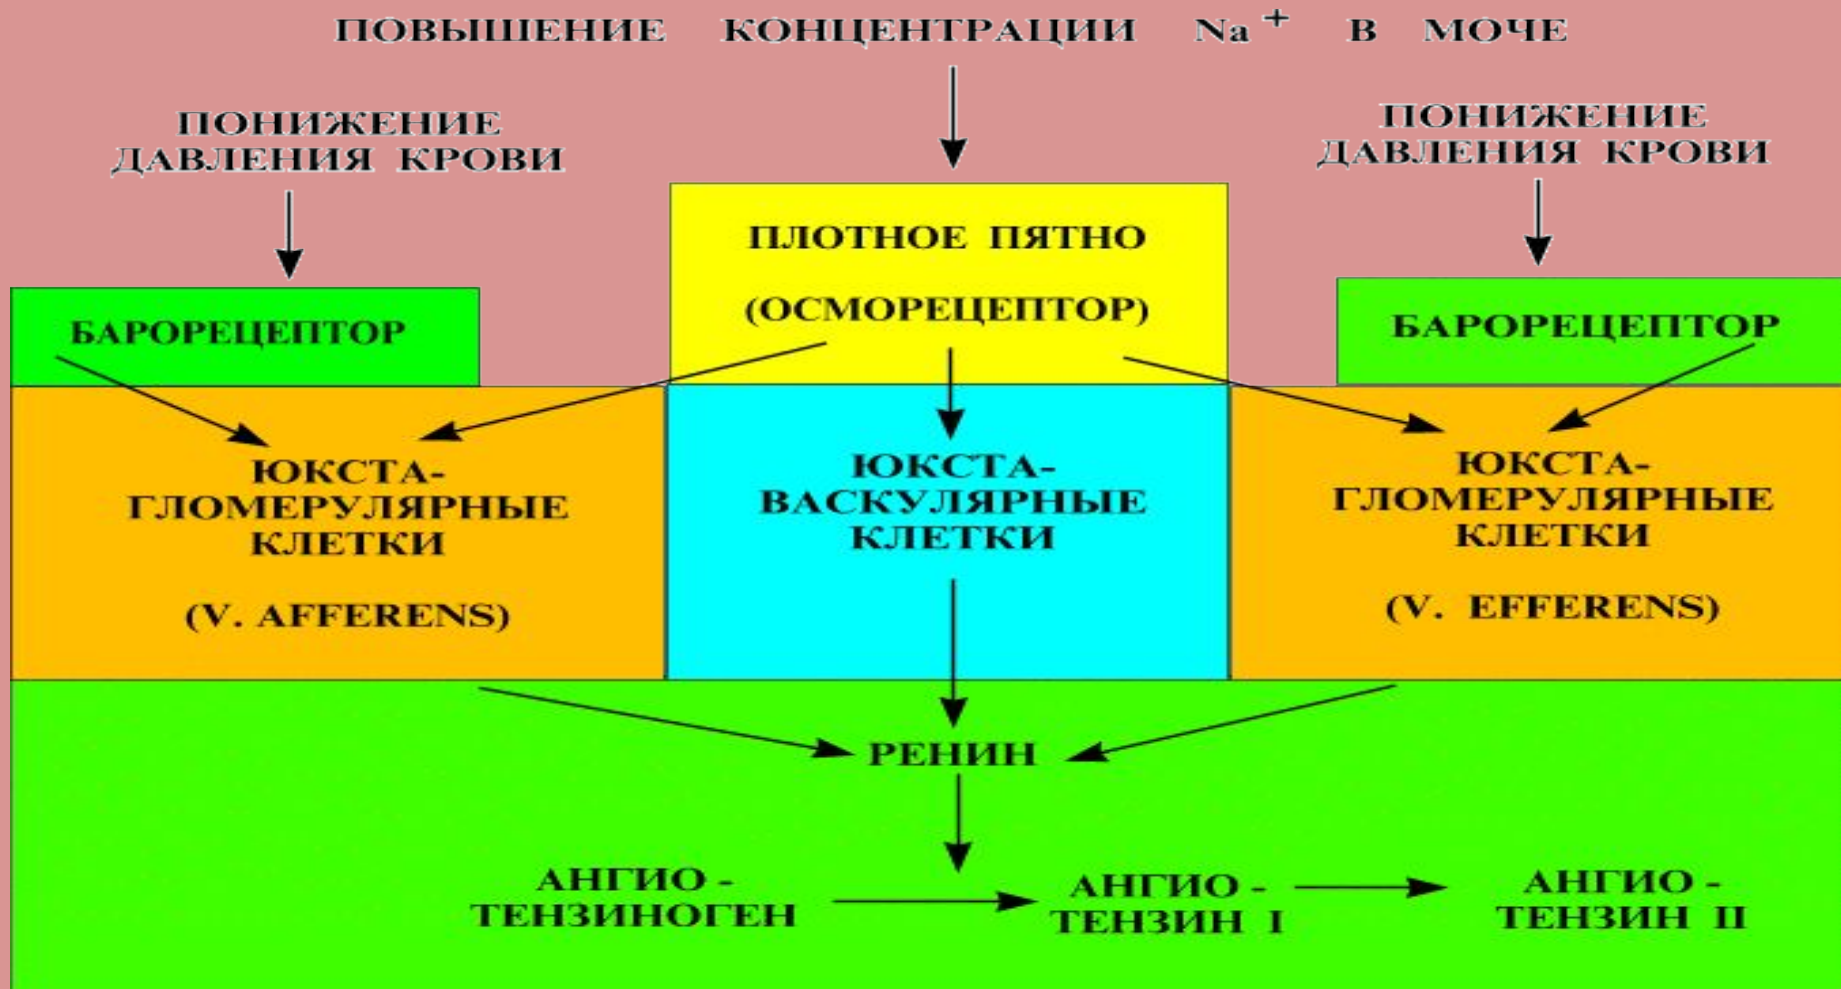 ПОВЫШЕНИЕ КОНЦЕНТРАЦИИ Na+ В МОЧЕ
ПОНИЖЕНИЕ
ДАВЛЕНИЯ КРОВИ
ПОНИЖЕНИЕ
ДАВЛЕНИЯ КРОВИ
ПЛОТНОЕ ПЯТНО
(ОСМОРЕЦЕПТОР)
БАРОРЕЦЕПТОР
БАРОРЕЦЕПТОР
ЮКСТА-
ГЛОМЕРУЛЯРНЫЕ
КЛЕТКИ
(V. AFFERENS)
ЮКСТА-
ВАСКУЛЯРНЫЕ
КЛЕТКИ
ЮКСТА-
ГЛОМЕРУЛЯРНЫЕ
КЛЕТКИ
(V. EFFERENS)
РЕНИН
АНГИО -
ТЕНЗИНОГЕН
АНГИО -
ТЕНЗИН I
АНГИО -
ТЕНЗИН II